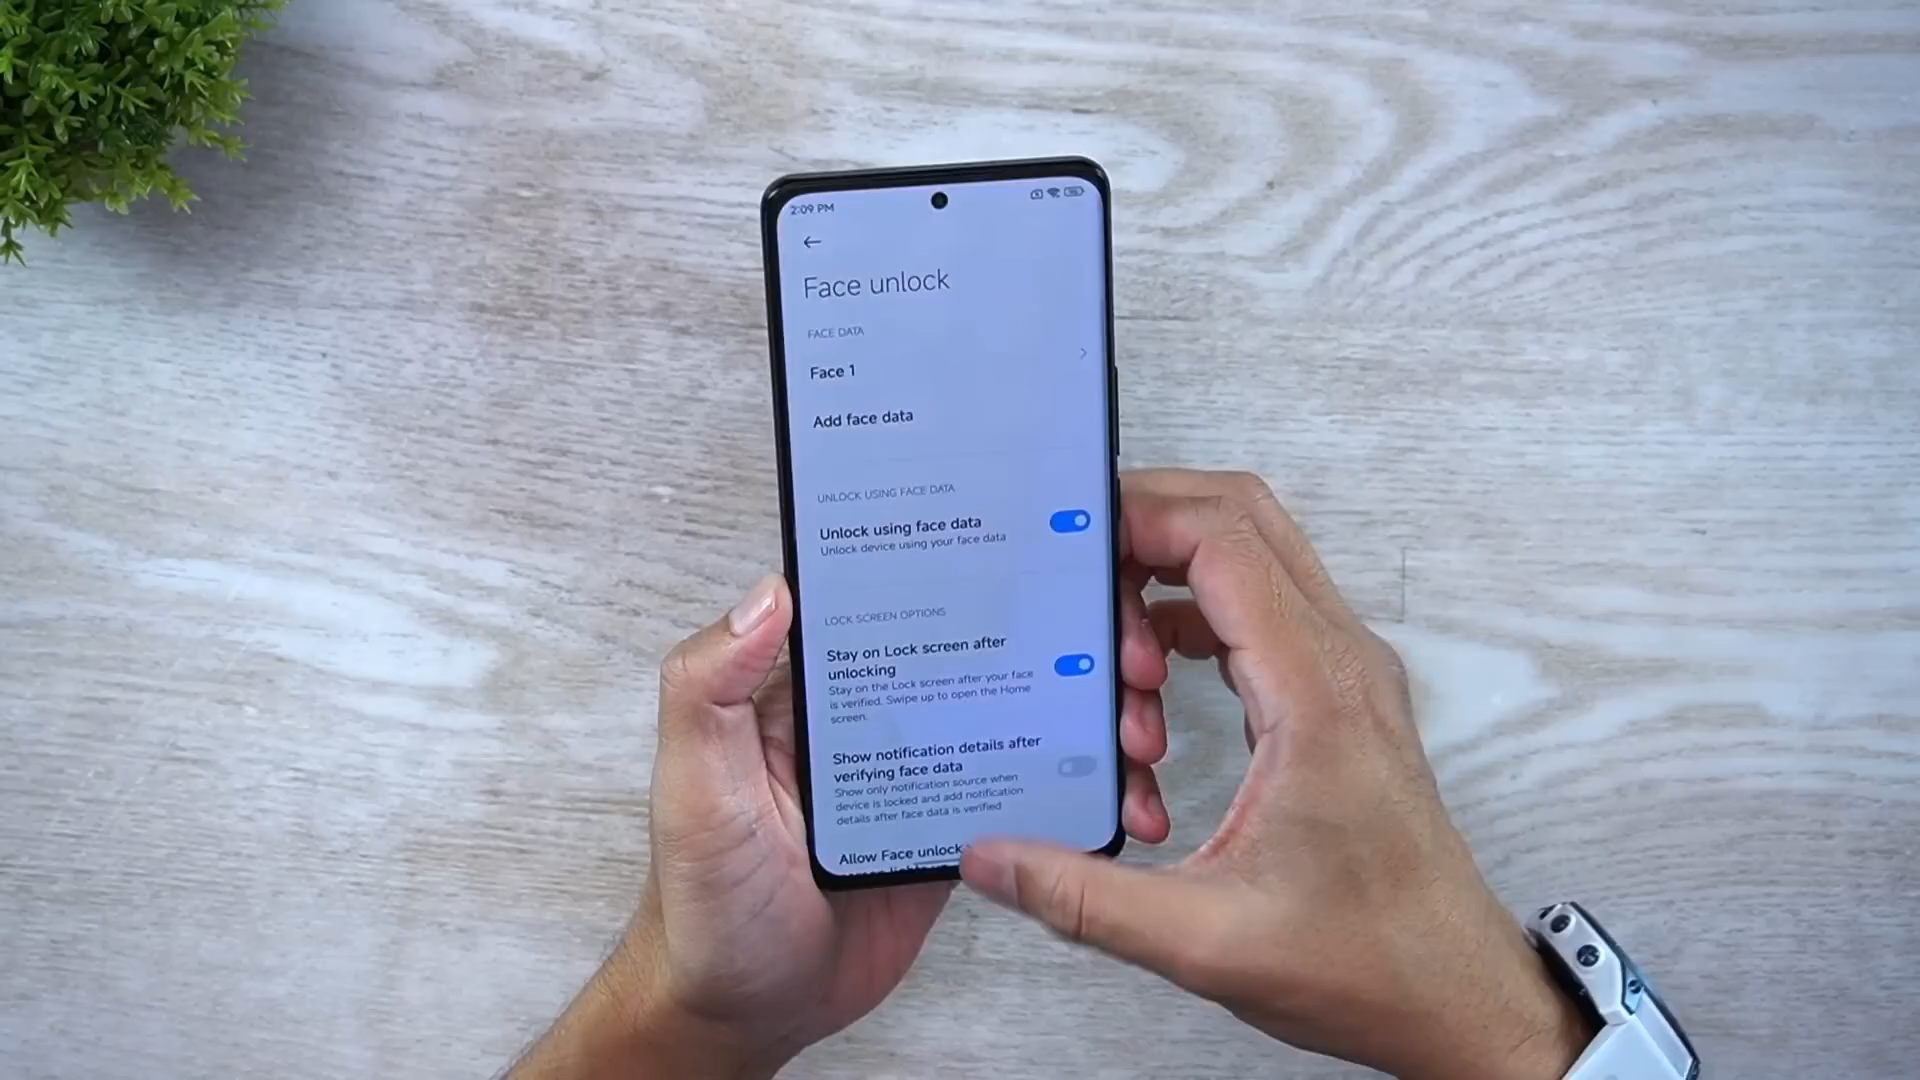 2:09 PM
Face unlock
FACE DATA
Face 1
Add face data
UNLOCK USING FACE DATA
Unlock using face data
Unlock device using your face data
LOCK SCREEN OPTIONS
Stay on Lock screen after
unlocking
Stay on the Lock screen after your face
is verified. Swipe up to open the Home
screen.
Show notification details after
verifying face data
Show only notification source when
device is locked and add notification
details after face data is verified
Allow Face unlock